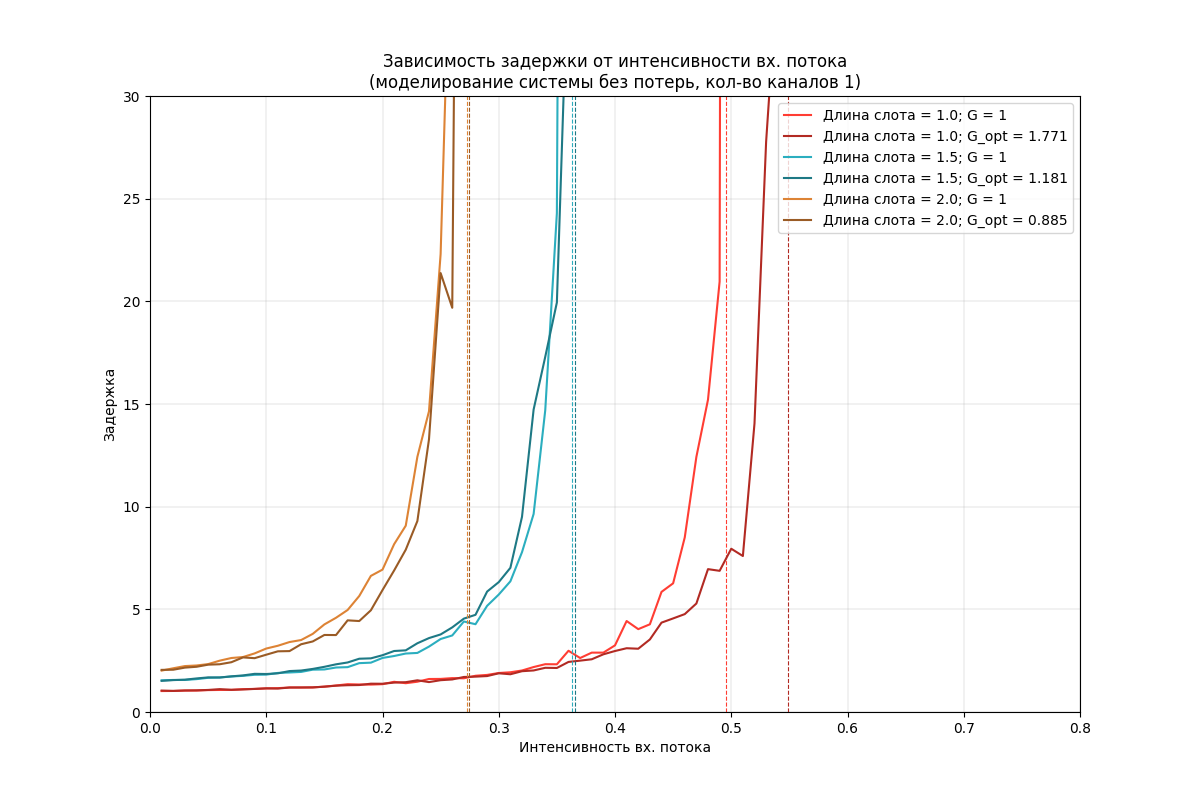 Зависимость задержки от интенсивности вх. потока
(моделирование системы без потерь, кол-во каналов 1)
30
25
20
15
10
5
0
Задержка
Длина слота = 1.0; G = 1
Длина слота = 1.0; G_opt = 1.771
Длина слота = 1.5; G = 1
Длина слота = 1.5; G_opt = 1.181
Длина слота = 2.0; G = 1
Длина слота = 2.0; G_opt = 0.885
0.0 0.1 0.2 0.3 0.4 0.5 0.6 0.7 0.8
Интенсивность вх. потока